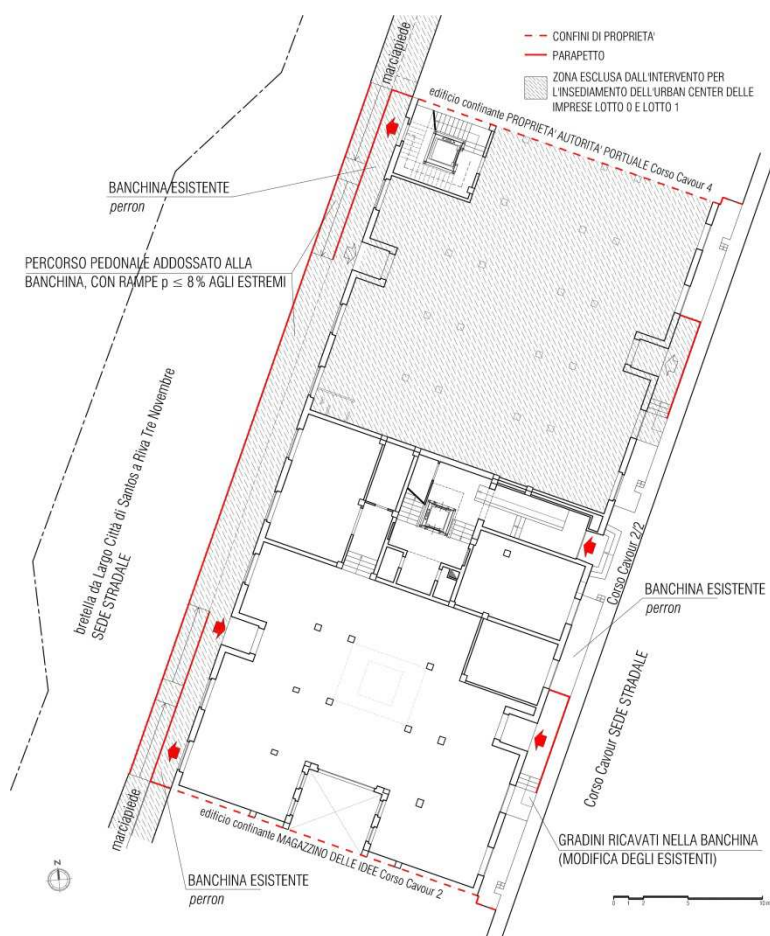 CONFINI DI PROPRIETA'
PARAPETTO
ZONA ESCLUSA DALL'INTERVENTO PER
L'INSEDIAMENTO DELL'URBAN CENTER DELLE
IMPRESE LOTTO 0 E LOTTO 1
marciapiede
edificio confinante PROPRIETA' AUTORITA' PORTUALE Corso Cavour 4
BANCHINA ESISTENTE
perron
PERCORSO PEDONALE ADDOSSATO ALLA
BANCHINA, CON RAMPE p ≤ 8% AGLI ESTREMI
bretella da Largo Città di Santos a Riva Tre Novembre
SEDE STRADALE
Corso Cavour 2/2
BANCHINA ESISTENTE
perron
Corso Cavour SEDE STRADALE
GRADINI RICAVATI NELLA BANCHINA
(MODIFICA DEGLI ESISTENTI)
edificio confinante MAGAZZINO DELLE IDEE Corso Cavour 2
marciapiede
BANCHINA ESISTENTE
perron
N
0 1 2 5 10 m